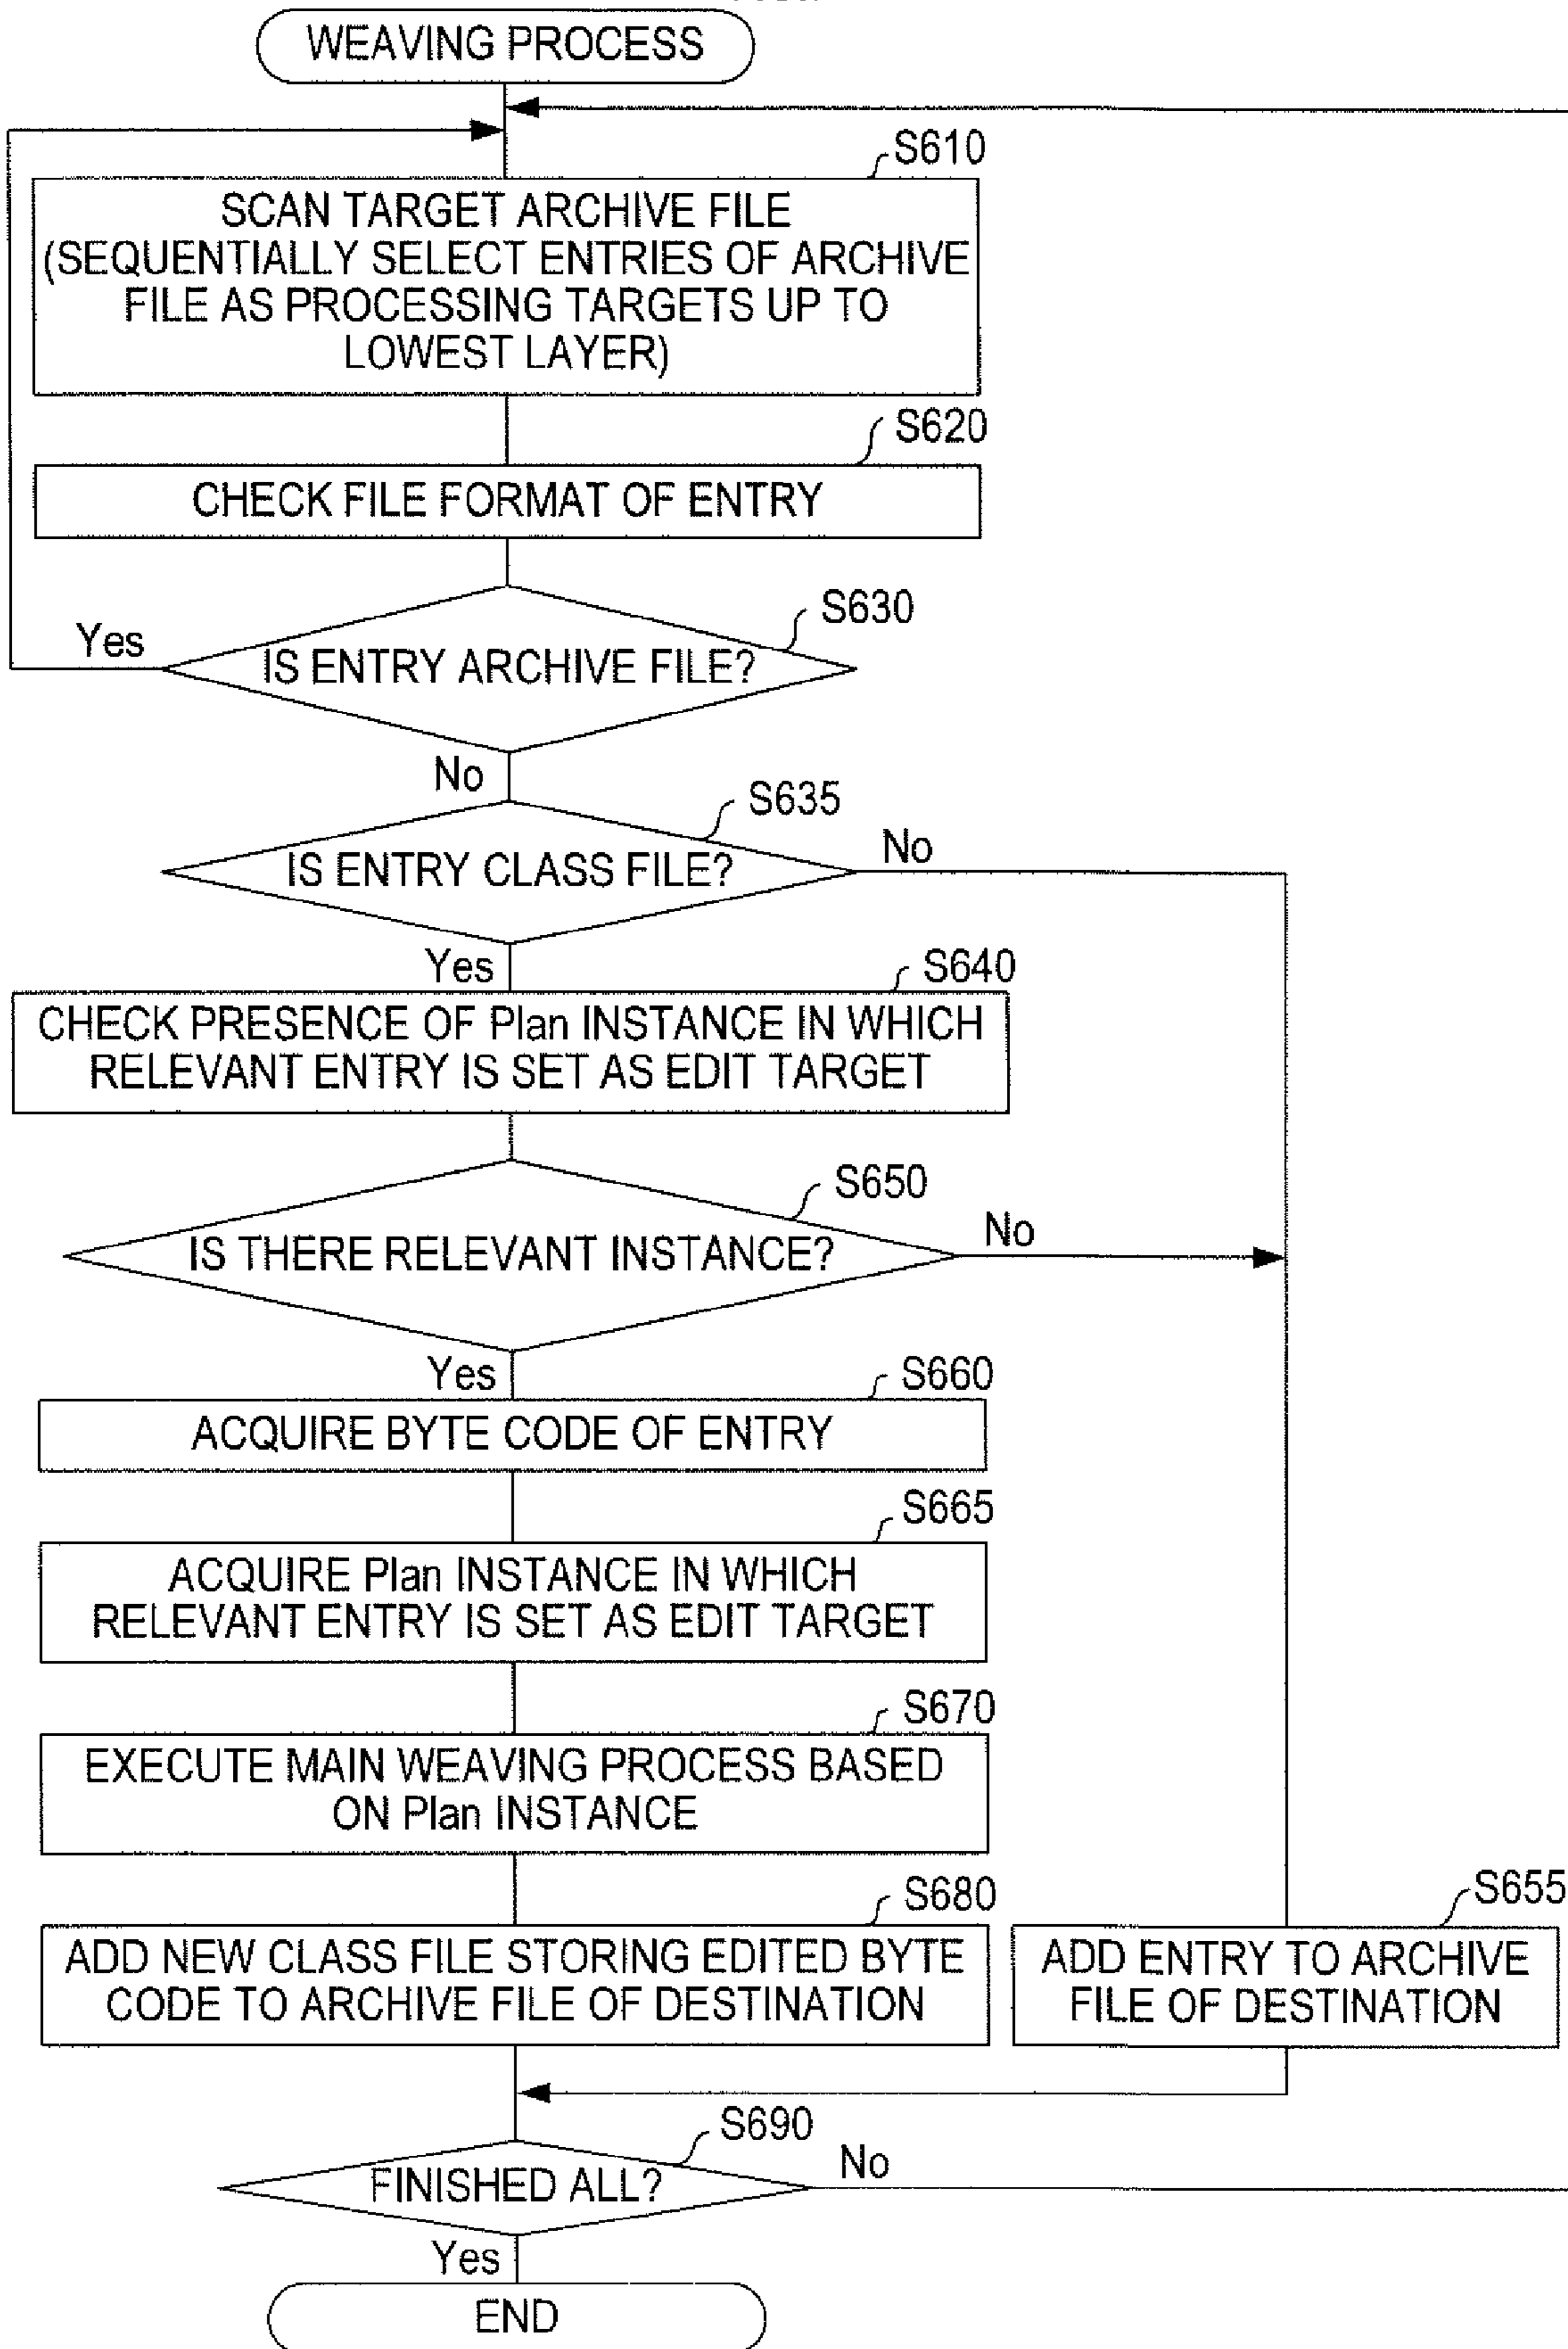 WEAVING PROCESS
S610
SCAN TARGET ARCHIVE FILE
(SEQUENTIALLY SELECT ENTRIES OF ARCHIVE
FILE AS PROCESSING TARGETS UP TO
LOWEST LAYER)
S620
CHECK FILE FORMAT OF ENTRY
S630
Yes
IS ENTRY ARCHIVE FILE?
No
S635
IS ENTRY CLASS FILE?
No
Yes
S640
CHECK PRESENCE OF Plan INSTANCE IN WHICH
RELEVANT ENTRY IS SET AS EDIT TARGET
S650
IS THERE RELEVANT INSTANCE?
No
Yes
S660
ACQUIRE BYTE CODE OF ENTRY
S665
ACQUIRE Plan INSTANCE IN WHICH
RELEVANT ENTRY IS SET AS EDIT TARGET
S670
EXECUTE MAIN WEAVING PROCESS BASED
ON Plan INSTANCE
S680
ADD NEW CLASS FILE STORING EDITED BYTE
CODE TO ARCHIVE FILE OF DESTINATION
S655
ADD ENTRY TO ARCHIVE
FILE OF DESTINATION
S690
FINISHED ALL?
No
Yes
END